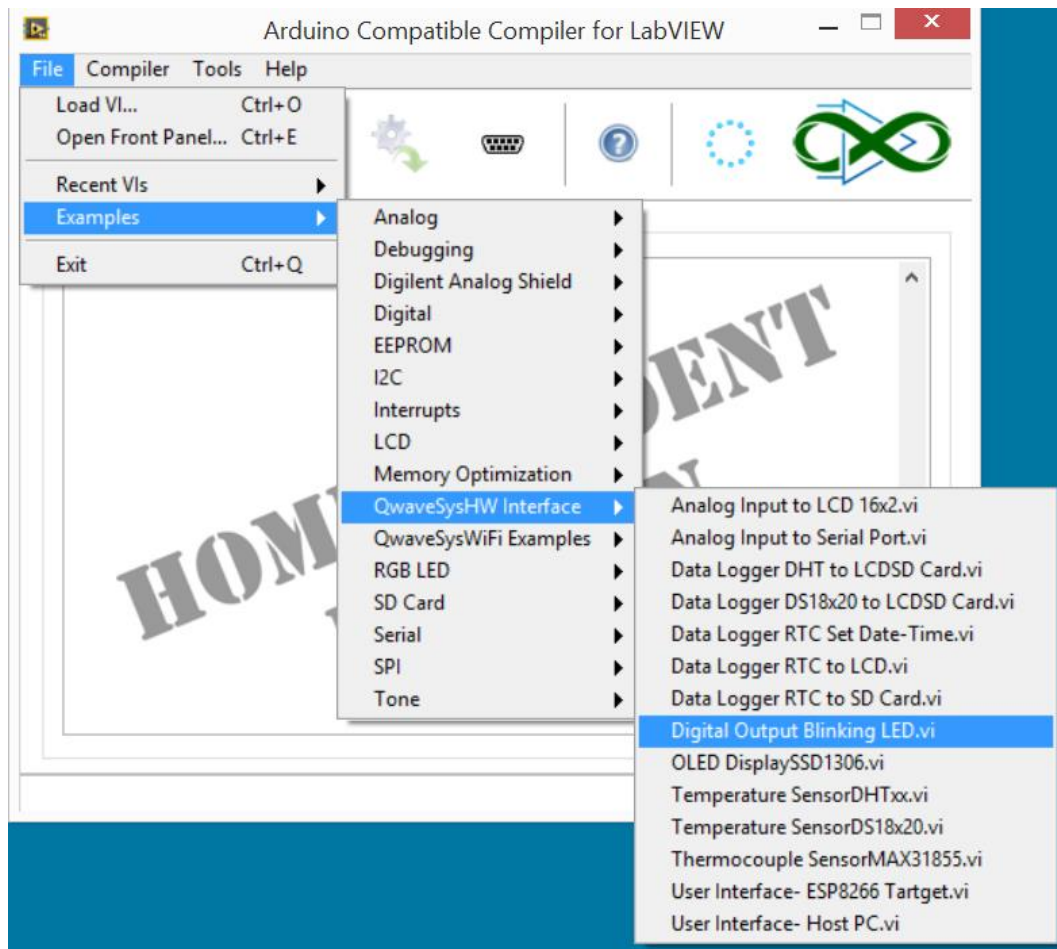 Arduino Compatible Compiler for LabVIEW
File Compiler Tools Help
Load VI... Ctrl+O
Open Front Panel... Ctrl+E
Recent VIs
Examples
Exit Ctrl+Q
Analog
Debugging
Digilent Analog Shield
Digital
EEPROM
I2C
Interrupts
LCD
Memory Optimization
QwaveSysHW Interface
QwaveSysWiFi Examples
RGB LED
SD Card
Serial
SPI
Tone
Analog Input to LCD 16x2.vi
Analog Input to Serial Port.vi
Data Logger DHT to LCDSD Card.vi
Data Logger DS18x20 to LCDSD Card.vi
Data Logger RTC Set Date-Time.vi
Data Logger RTC to LCD.vi
Data Logger RTC to SD Card.vi
Digital Output Blinking LED.vi
OLED DisplaySSD1306.vi
Temperature SensorDHTxx.vi
Temperature SensorDS18x20.vi
Thermocouple SensorMAX31855.vi
User Interface- ESP8266 Tartget.vi
User Interface- Host PC.vi